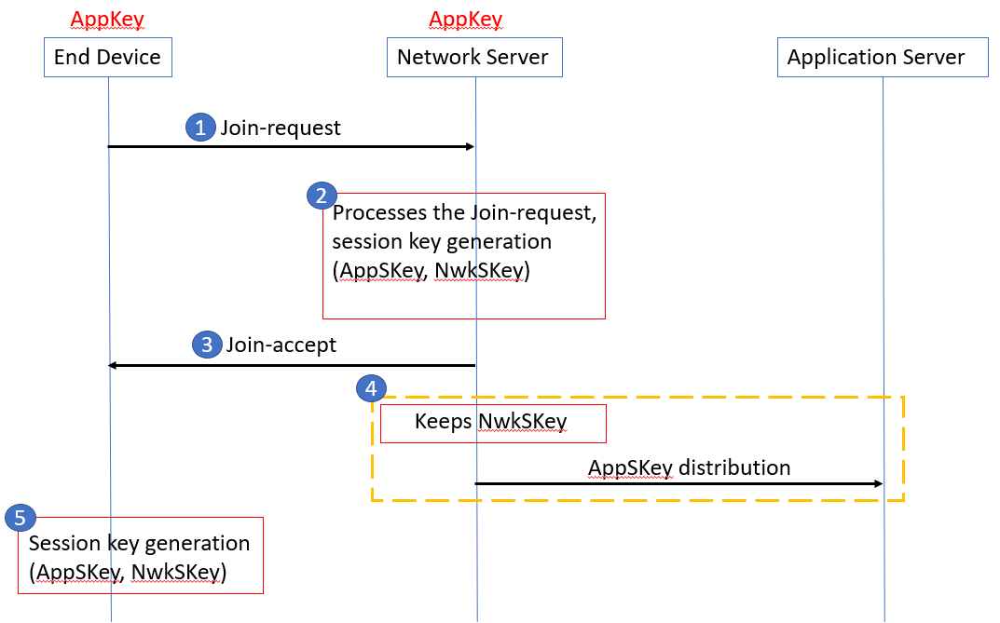 AppKey
AppKey
End Device
Network Server
Application Server
1 Join-request
2
Processes the Join-request,
session key generation
(AppSKey, NwkSKey)
3 Join-accept
4
Keeps NwkSKey
AppSKey distribution
5
Session key generation
(AppSKey, NwkSKey)